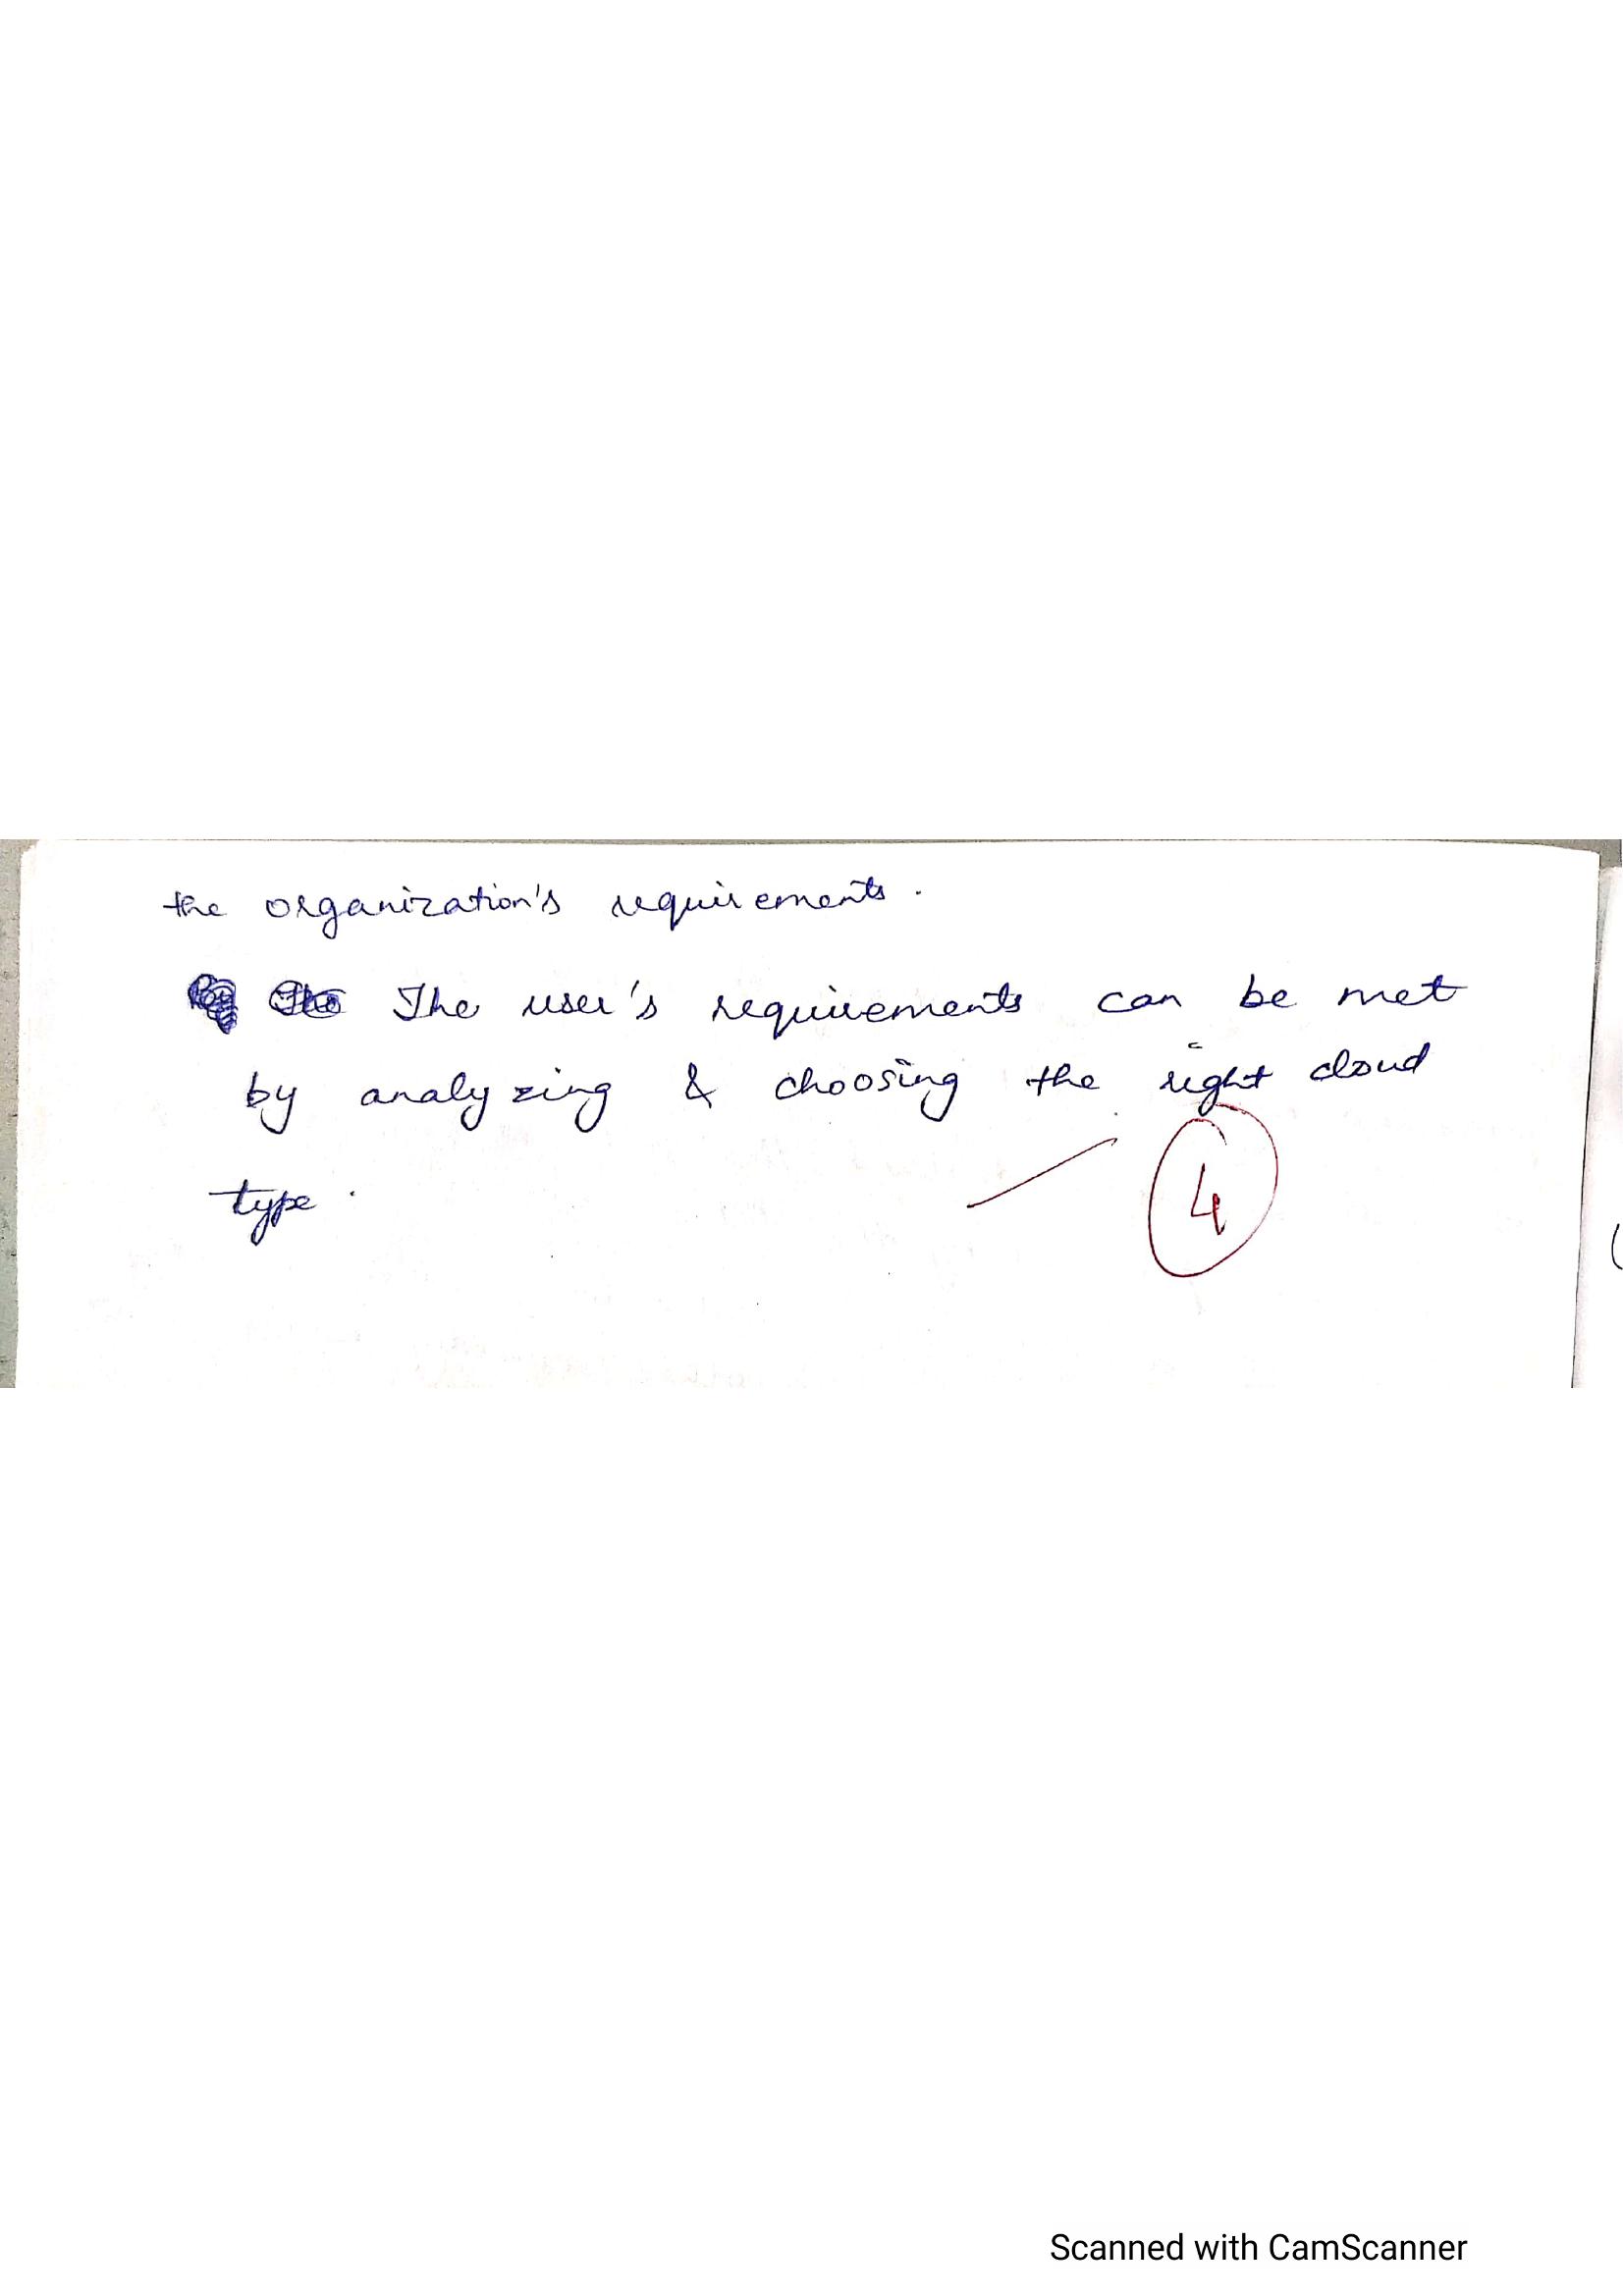 the organization's requirements.
The user's requirements can be met
by analyzing & choosing the right cloud
type.
4
Scanned with CamScanner